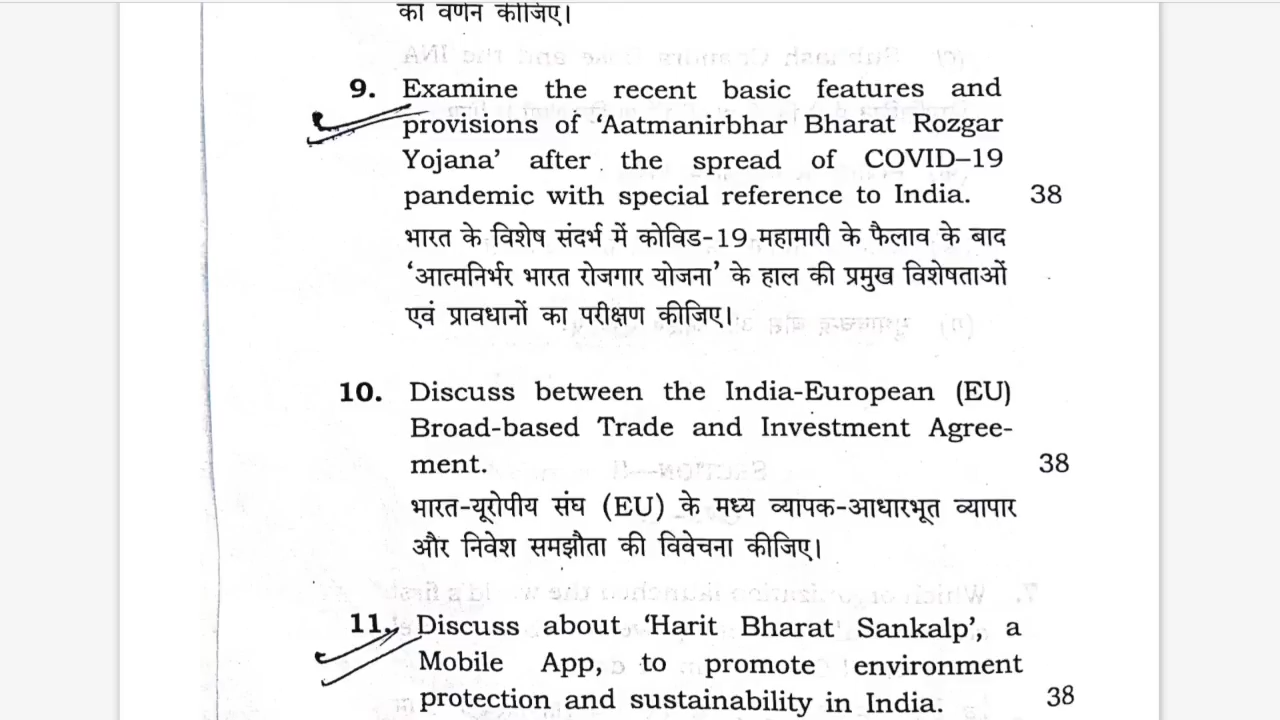 का वर्णन कीजिए।
9. Examine the recent basic features and
provisions of ‘Aatmanirbhar Bharat Rozgar
Yojana’ after the spread of COVID–19
pandemic with special reference to India. 38
भारत के विशेष संदर्भ में कोविड-19 महामारी के फैलाव के बाद
‘आत्मनिर्भर भारत रोजगार योजना’ के हाल की प्रमुख विशेषताओं
एवं प्रावधानों का परीक्षण कीजिए।
10. Discuss between the India-European (EU)
Broad-based Trade and Investment Agree-
ment. 38
भारत-यूरोपीय संघ (EU) के मध्य व्यापक-आधारभूत व्यापार
और निवेश समझौता की विवेचना कीजिए।
11. Discuss about ‘Harit Bharat Sankalp’, a
Mobile App, to promote environment
protection and sustainability in India. 38